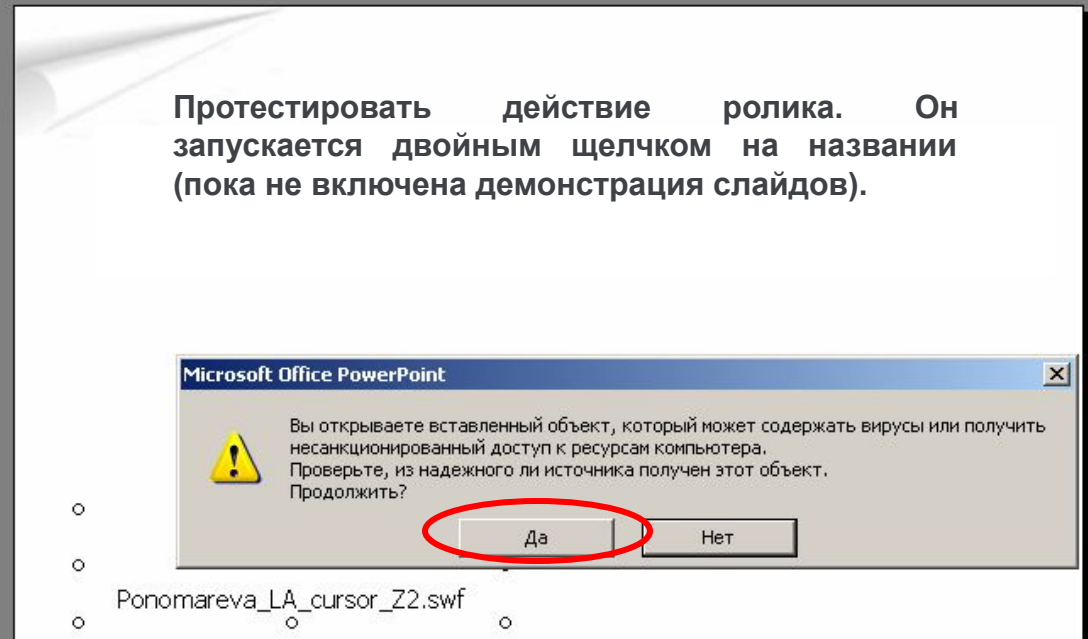 Протестировать действие ролика. Он
запускается двойным щелчком на названии
(пока не включена демонстрация слайдов).
Microsoft Office PowerPoint
Вы открываете вставленный объект, который может содержать вирусы или получить
несанкционированный доступ к ресурсам компьютера.
Проверьте, из надежного ли источника получен этот объект.
Продолжить?
Да
Нет
Ponomareva_LA_cursor_Z2.swf